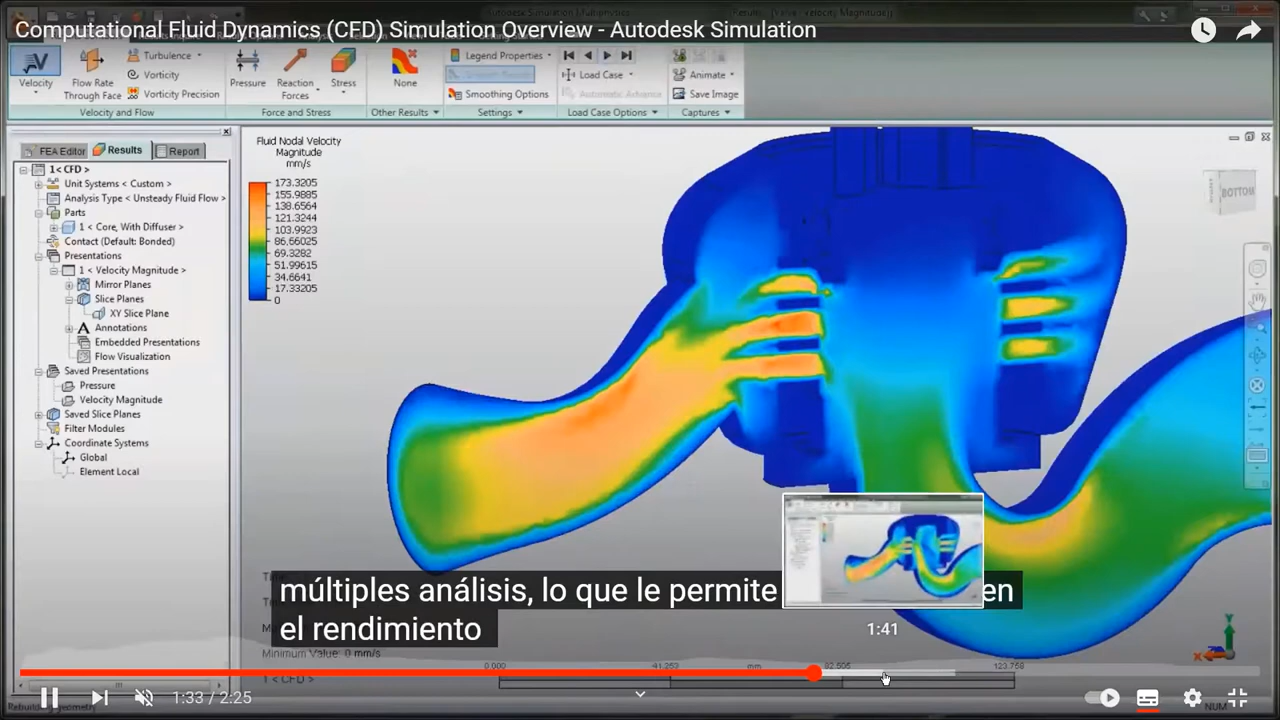 Computational Fluid Dynamics (CFD) Simulation Overview - Autodesk Simulation
Velocity
Flow Rate Through Face
Turbulence
Vorticity
Vorticity Precision
Velocity and Flow
Pressure
Reaction Forces
Stress
Force and Stress
None
Other Results
Legend Properties
Smoothing Options
Settings
Load Case
Load Case Options
Animate
Save Image
Captures
FEA Editor
Results
Report
1 < CFD >
Unit Systems < Custom >
Analysis Type < Unsteady Fluid Flow >
Parts
1 < Core, With Diffuser >
Contact (Default: Bonded)
Presentations
1 < Velocity Magnitude >
Mirror Planes
Slice Planes
XY Slice Plane
Annotations
Embedded Presentations
Flow Visualization
Saved Presentations
Pressure
Velocity Magnitude
Saved Slice Planes
Filter Modules
Coordinate Systems
Global
Element Local
Fluid Nodal Velocity
Magnitude
mm/s
173.3205
155.9885
138.6564
121.3244
103.9923
86.66025
69.3282
51.99615
34.6641
17.33205
0
BOTTOM
múltiples análisis, lo que le permite en
el rendimiento
1:41
Minimum Value: 0 mm/s
0.000
41.253
mm
82.505
123.758
1 < CFD >
1:33 / 2:25
Y
X
NUM